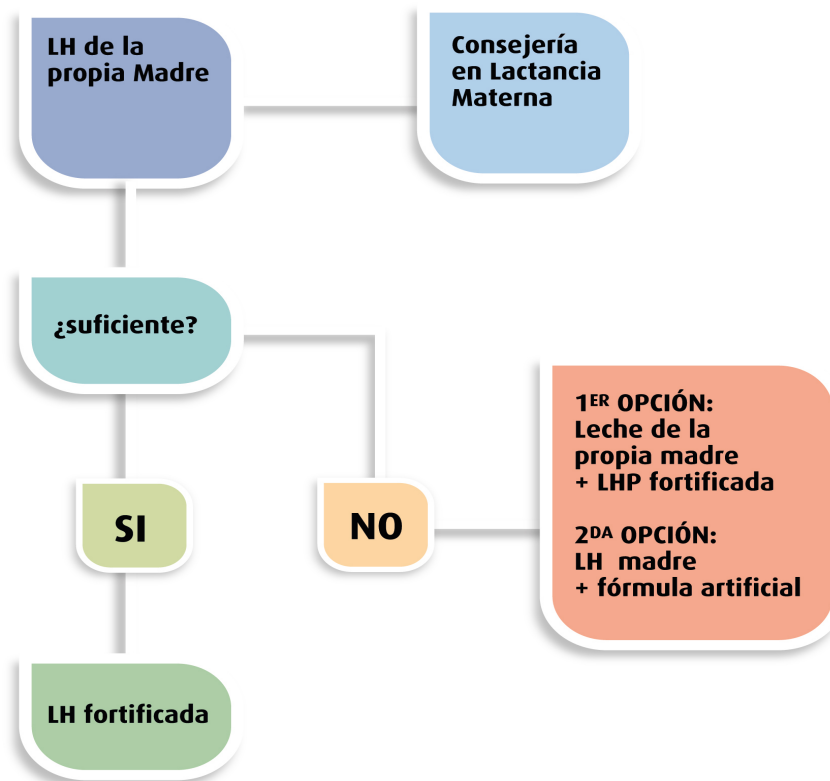 LH de la
propia Madre
Consejería
en Lactancia
Materna
¿suficiente?
1ER OPCIÓN:
Leche de la
propia madre
+ LHP fortificada
2DA OPCIÓN:
LH madre
+ fórmula artificial
SI
NO
LH fortificada